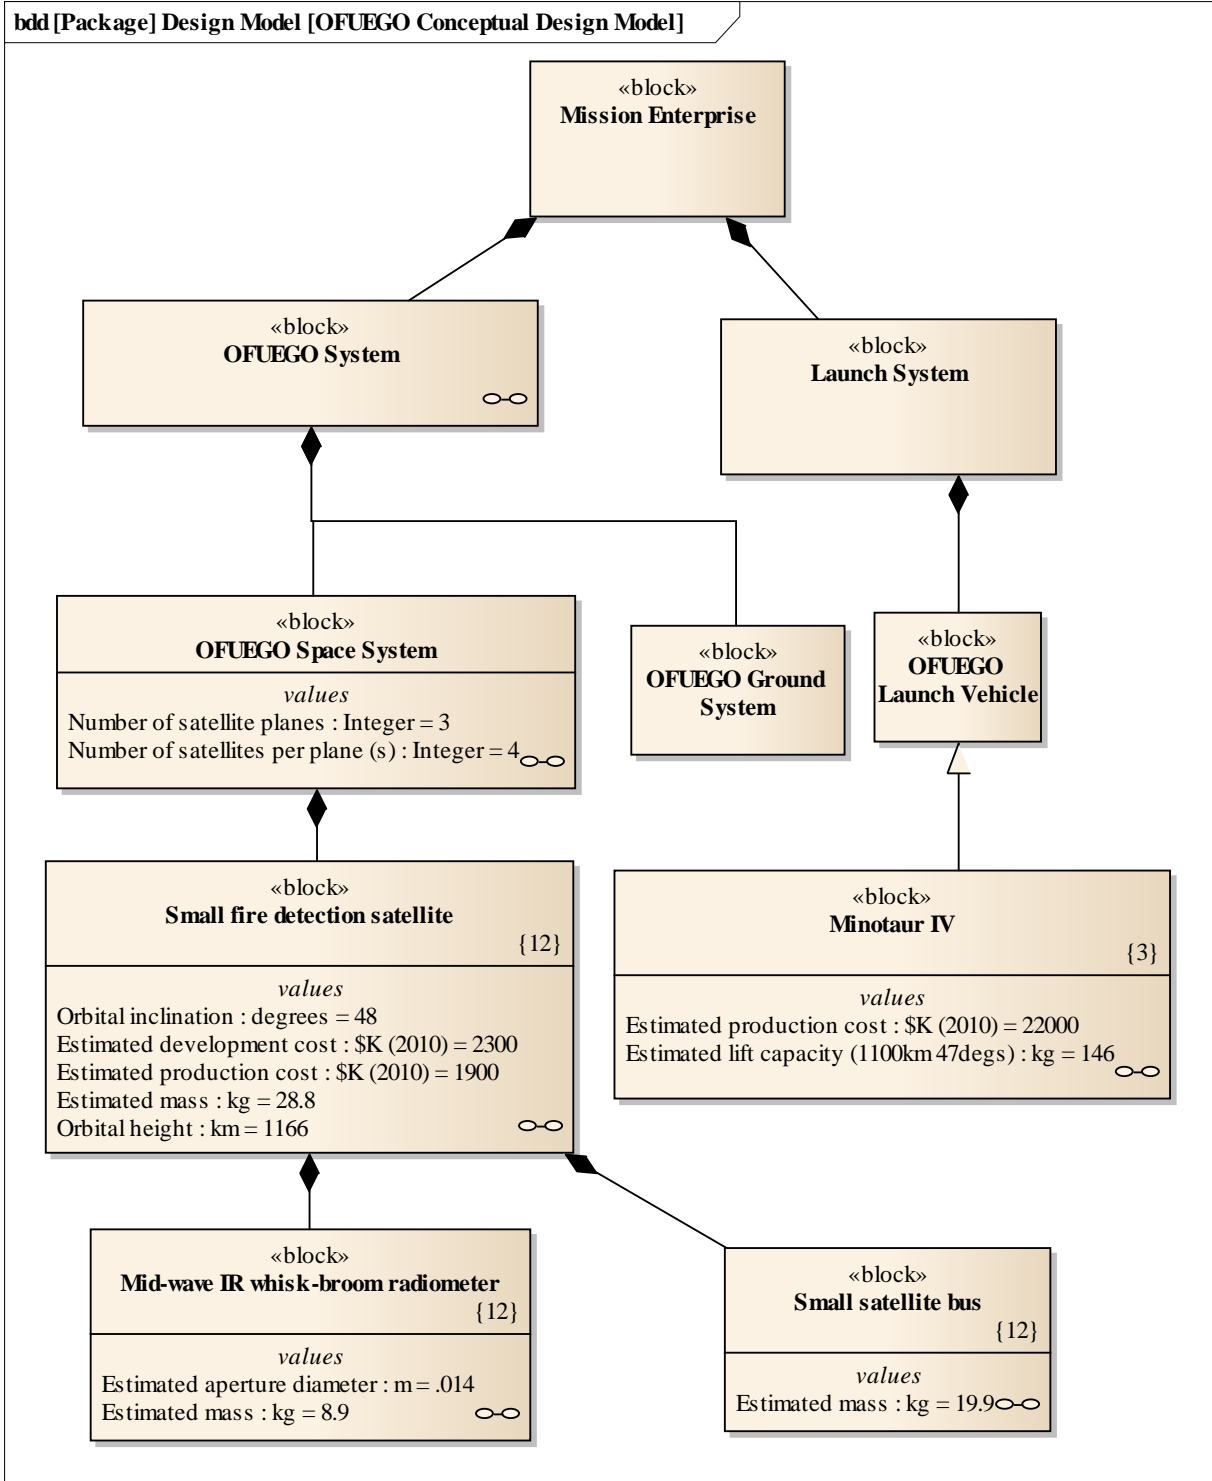 bdd [Package] Design Model [OFUEGO Conceptual Design Model]
«block»
Mission Enterprise
«block»
OFUEGO System
«block»
Launch System
«block»
OFUEGO Space System
values
Number of satellite planes : Integer = 3
Number of satellites per plane (s) : Integer = 4
«block»
OFUEGO Ground
System
«block»
OFUEGO
Launch Vehicle
«block»
Small fire detection satellite
{12}
values
Orbital inclination : degrees = 48
Estimated development cost : $K (2010) = 2300
Estimated production cost : $K (2010) = 1900
Estimated mass : kg = 28.8
Orbital height : km = 1166
«block»
Minotaur IV
{3}
values
Estimated production cost : $K (2010) = 22000
Estimated lift capacity (1100km 47degs) : kg = 146
«block»
Mid-wave IR whisk-broom radiometer
{12}
values
Estimated aperture diameter : m = .014
Estimated mass : kg = 8.9
«block»
Small satellite bus
{12}
values
Estimated mass : kg = 19.9